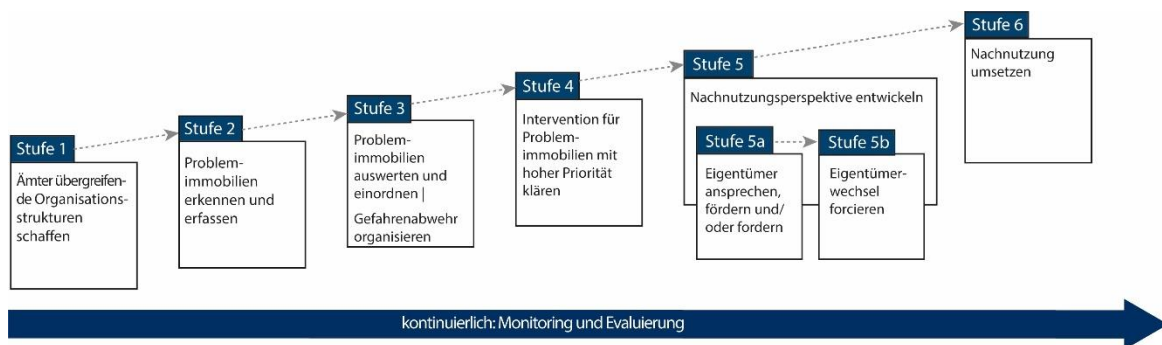 Stufe 1
Ämter übergreifen-
de Organisations-
strukturen
schaffen
Stufe 2
Problem-
immobilien
erkennen und
erfassen
Stufe 3
Problem-
immobilien
auswerten und
einordnen |
Gefahrenabwehr
organisieren
Stufe 4
Intervention für
Problem-
immobilien mit
hoher Priorität
klären
Stufe 5
Nachnutzungsperspektive entwickeln
Stufe 5a
Eigentümer
ansprechen,
fördern und/
oder fordern
Stufe 5b
Eigentümer-
wechsel
forcieren
Stufe 6
Nachnutzung
umsetzen
kontinuierlich: Monitoring und Evaluierung